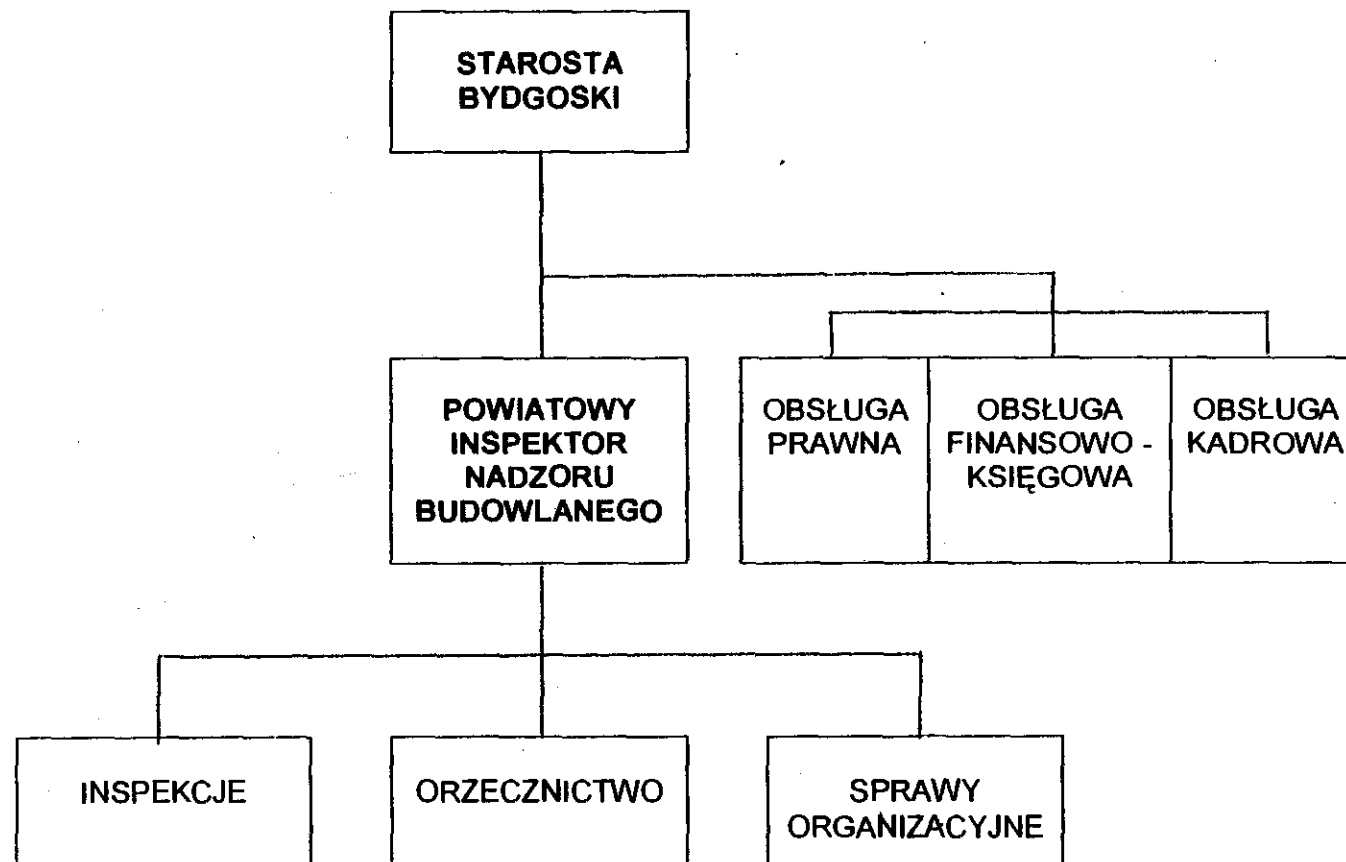 STAROSTA
BYDGOSKI
POWIATOWY
INSPEKTOR
NADZORU
BUDOWLANEGO
OBSŁUGA
PRAWNA
OBSŁUGA
FINANSOWO -
KSIĘGOWA
OBSŁUGA
KADROWA
INSPEKCJE
ORZECZNICTWO
SPRAWY
ORGANIZACYJNE